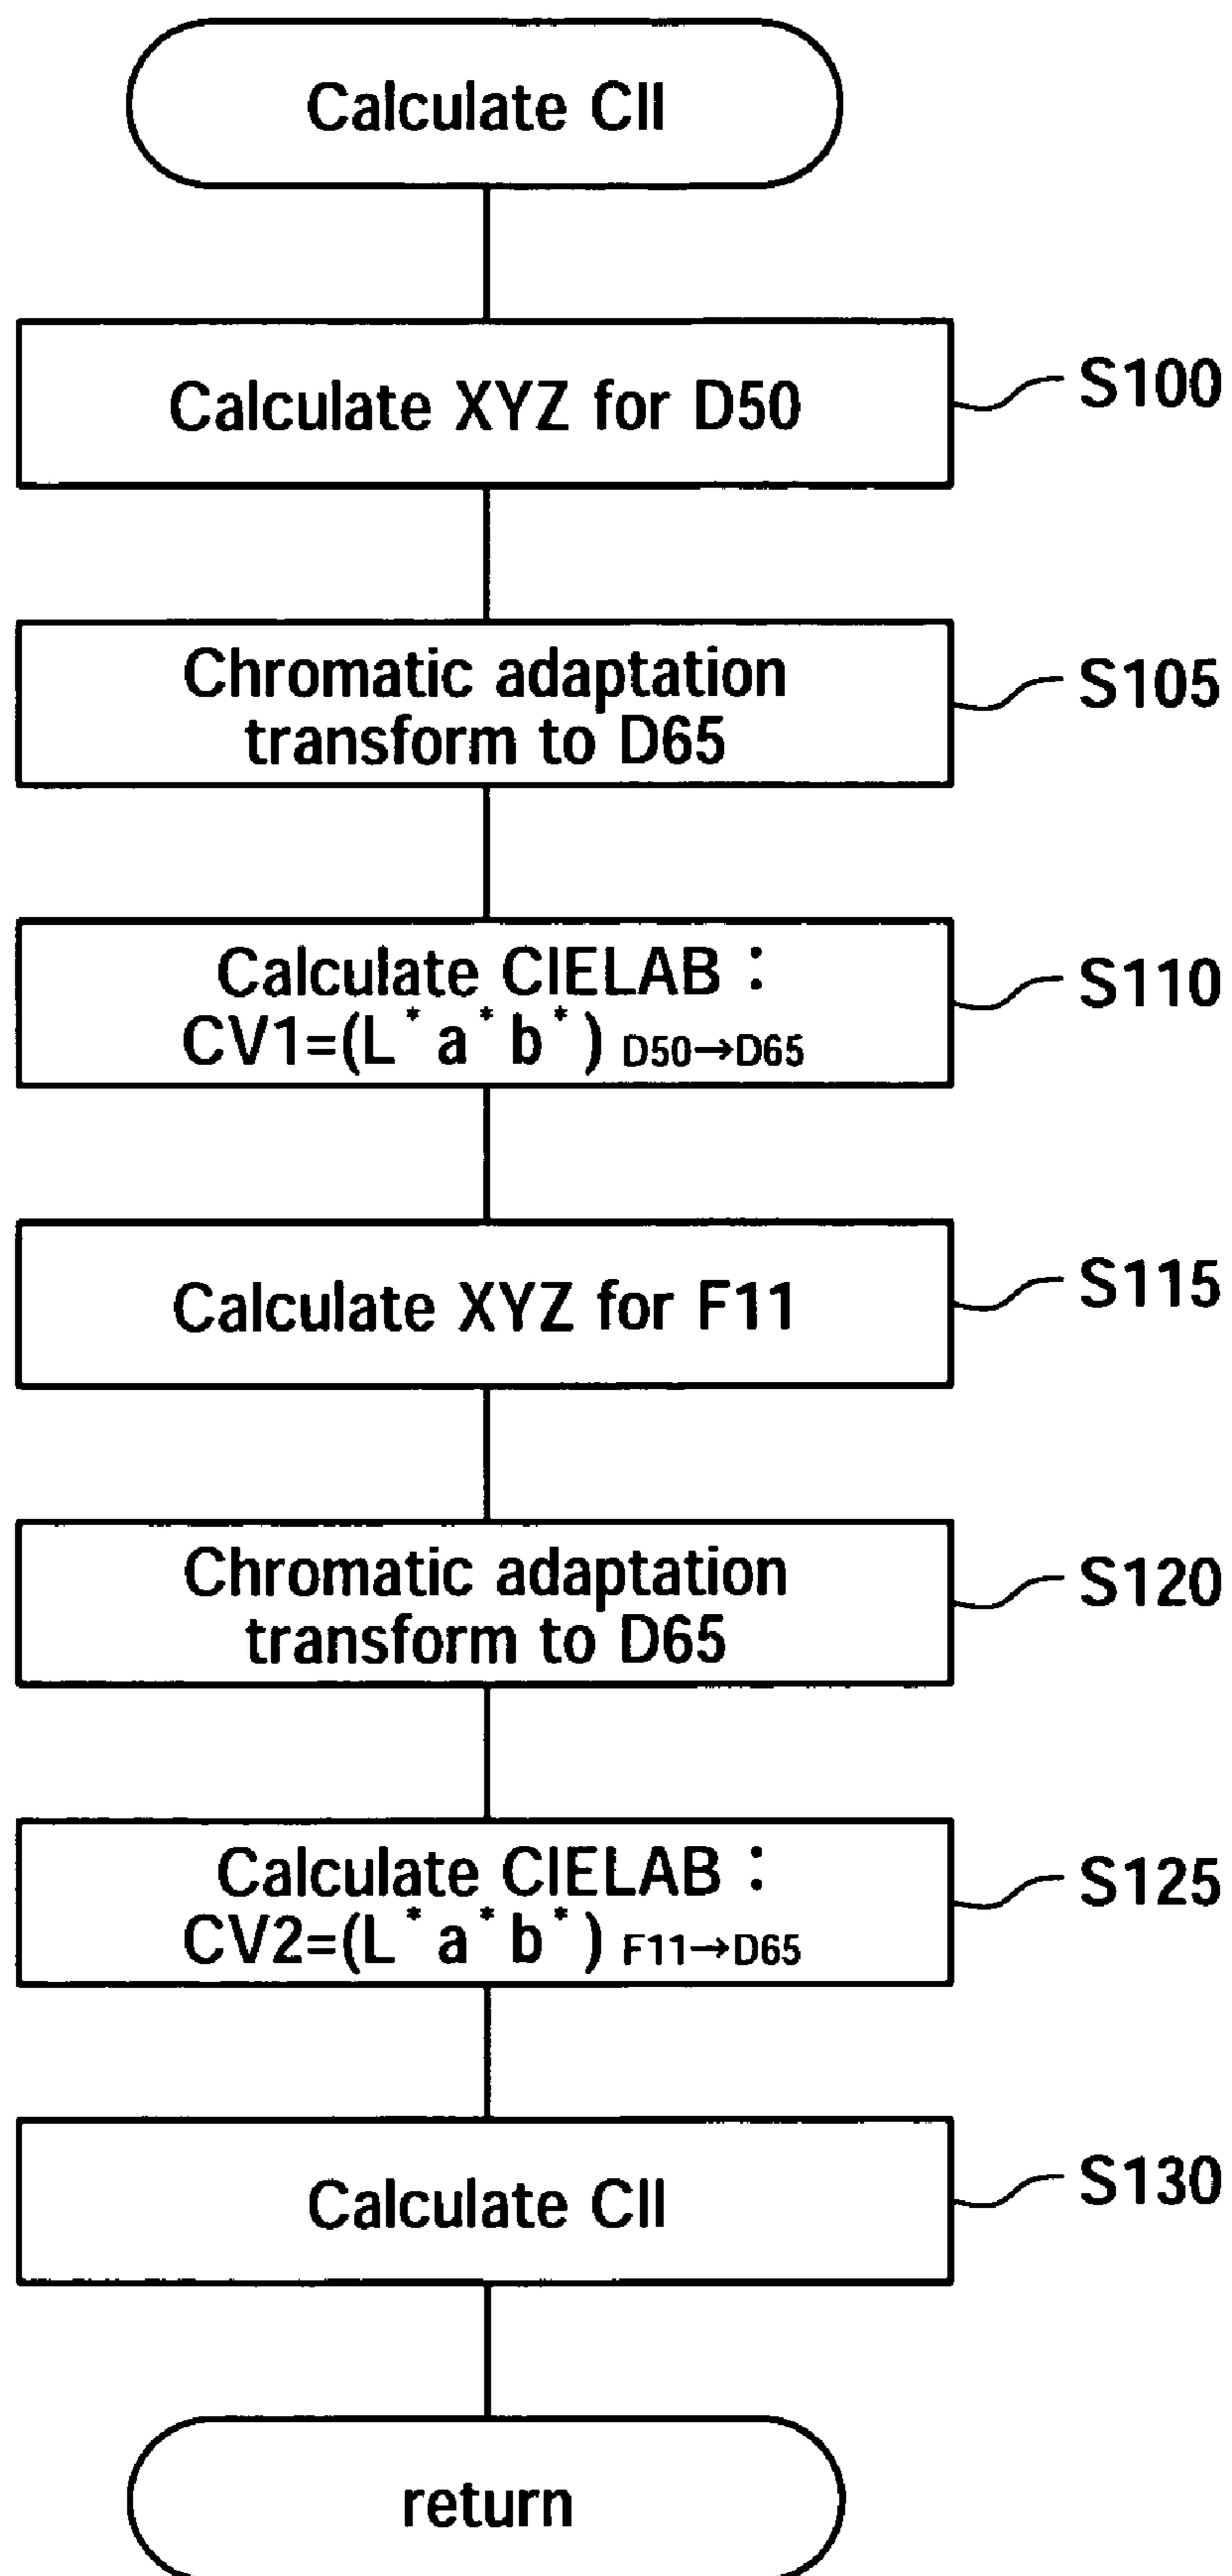 Calculate CII
Calculate XYZ for D50
S100
Chromatic adaptation
transform to D65
S105
Calculate CIELAB :
CV1=(L* a* b*) D50→D65
S110
Calculate XYZ for F11
S115
Chromatic adaptation
transform to D65
S120
Calculate CIELAB :
CV2=(L* a* b*) F11→D65
S125
Calculate CII
S130
return